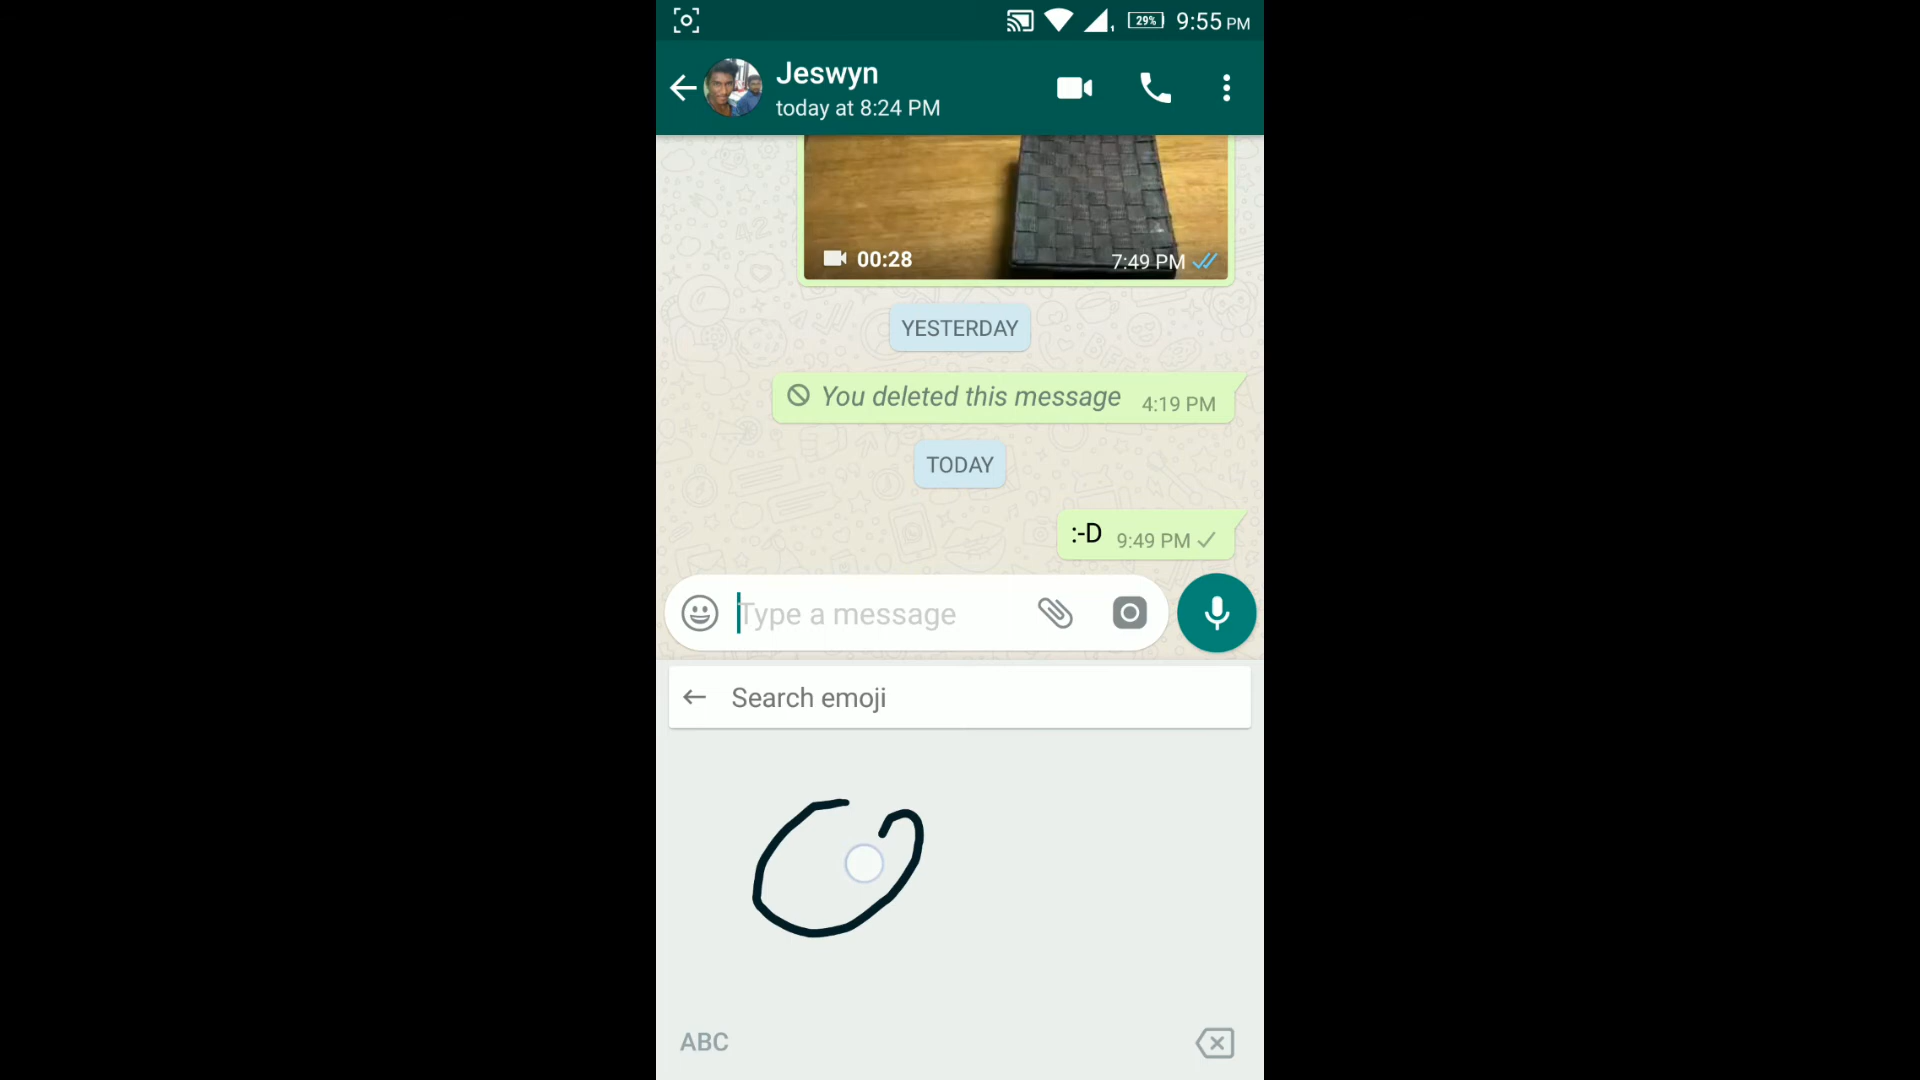 29% 9:55 PM
Jeswyn
today at 8:24 PM
00:28 7:49 PM
YESTERDAY
You deleted this message 4:19 PM
TODAY
:-D 9:49 PM
Type a message
Search emoji
ABC